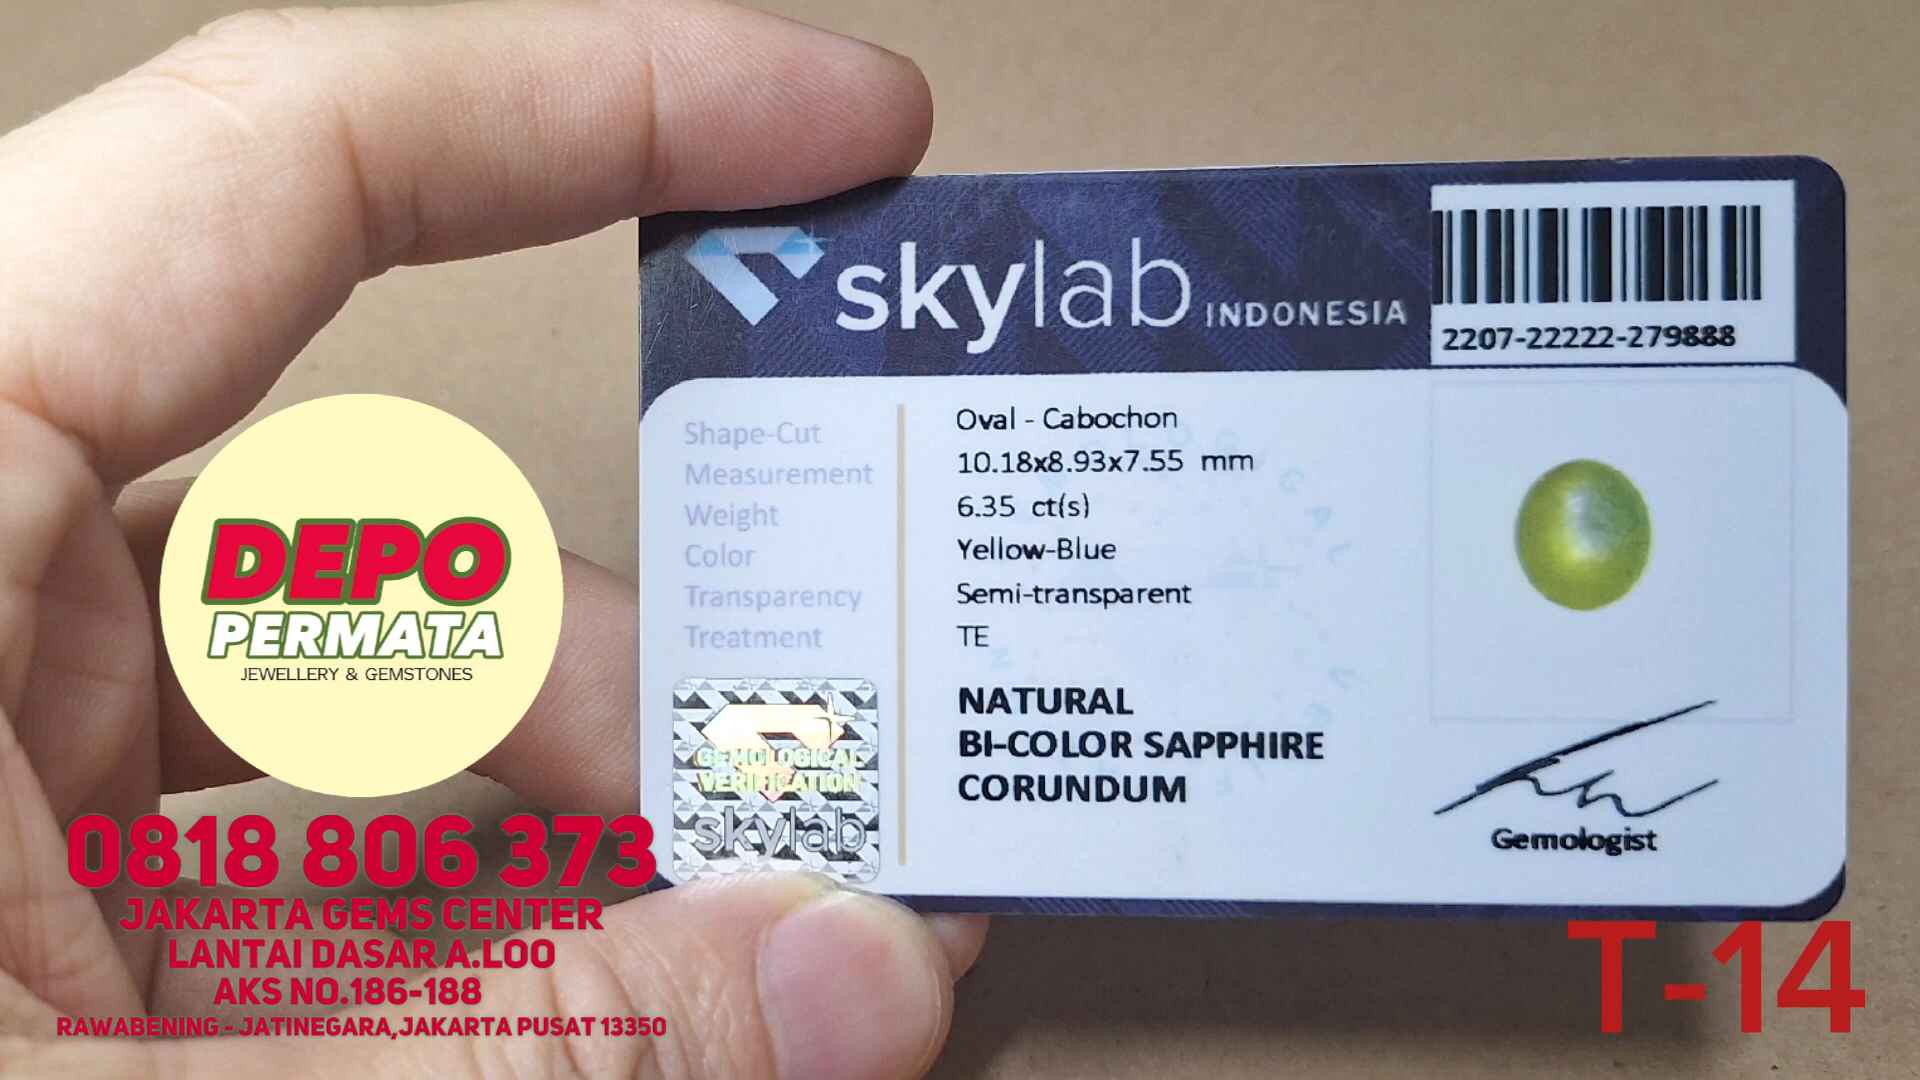 skylab INDONESIA
2207-22222-279888
Shape-Cut
Oval - Cabochon
Measurement
10.18x8.93x7.55 mm
Weight
6.35 ct(s)
Color
Yellow-Blue
Transparency
Semi-transparent
Treatment
TE
NATURAL
BI-COLOR SAPPHIRE
CORUNDUM
GEMOLOGICAL
VERIFICATION
skylab
Gemologist
DEPO
PERMATA
JEWELLERY & GEMSTONES
0818 806 373
JAKARTA GEMS CENTER
LANTAI DASAR A.LOO
AKS NO.186-188
RAWABENING - JATINEGARA,JAKARTA PUSAT 13350
T-14